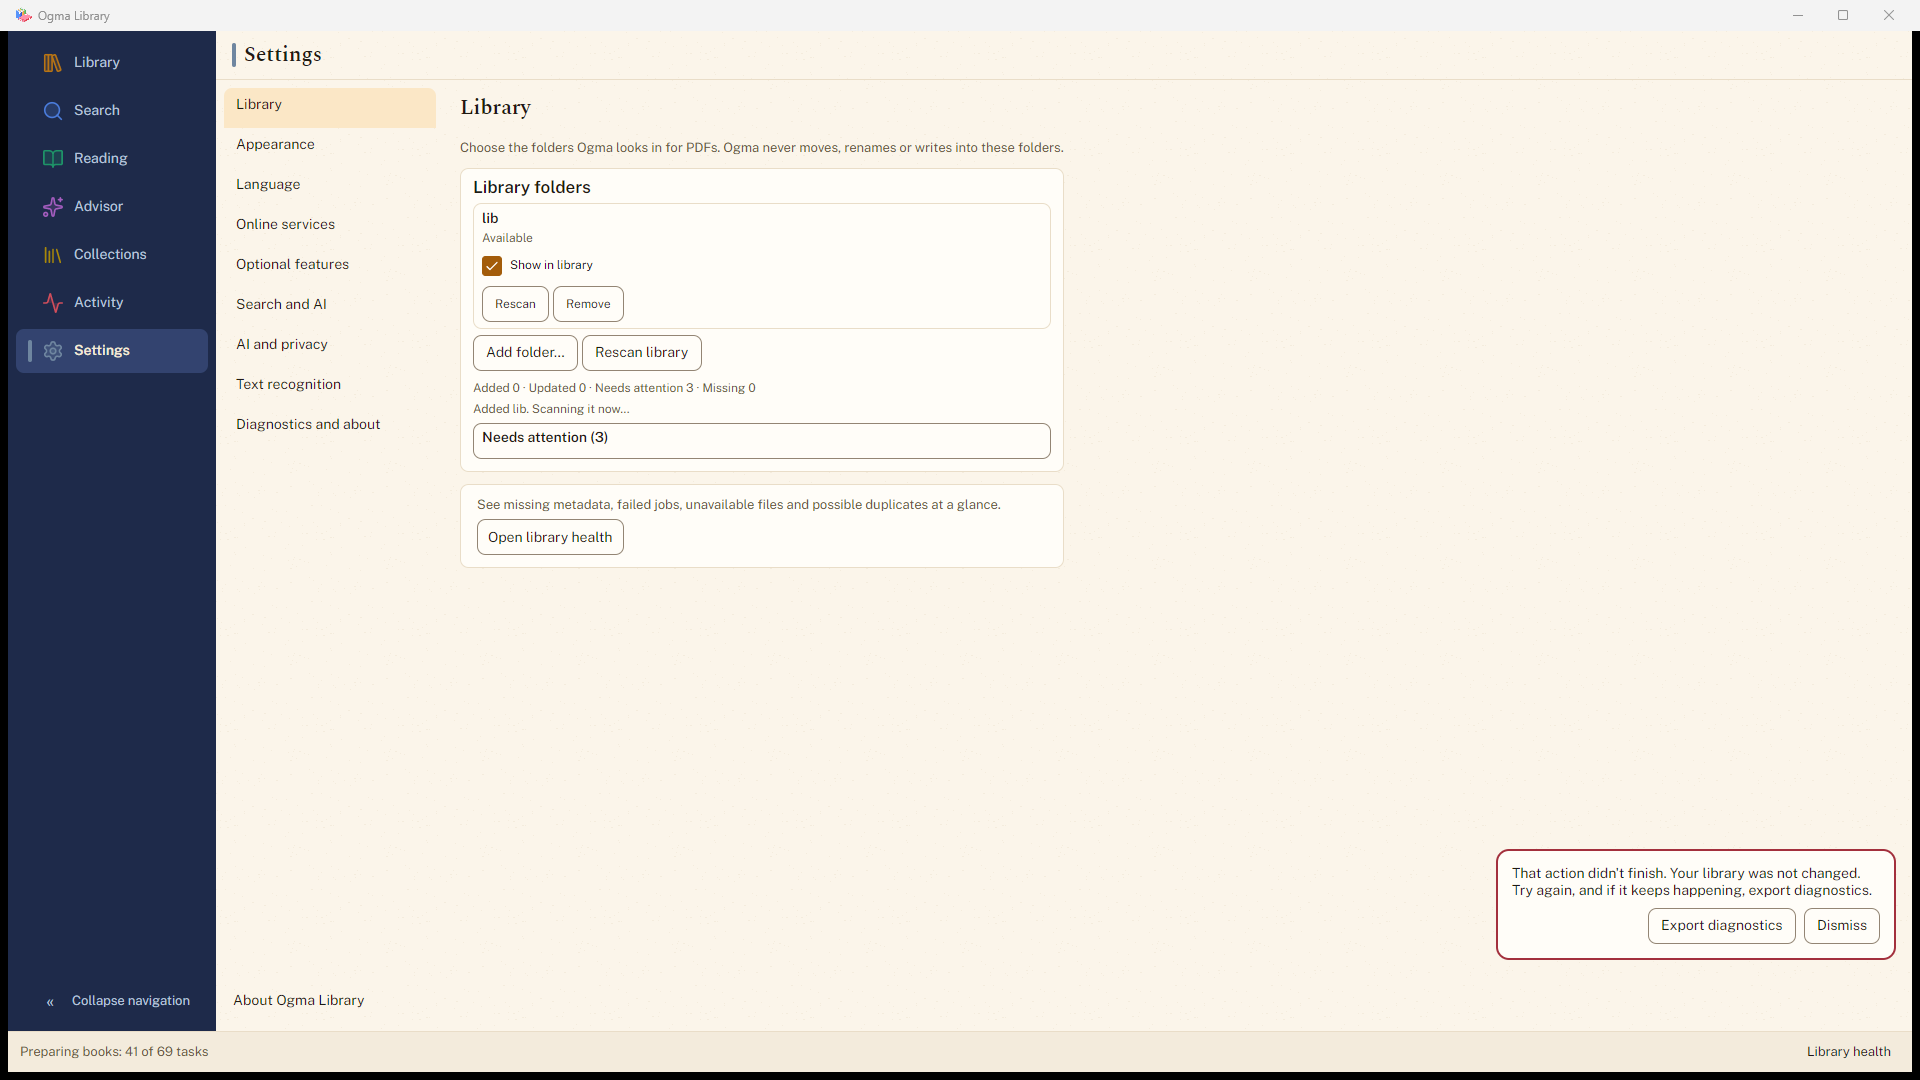 Ogma Library
Library
Search
Reading
Advisor
Collections
Activity
Settings
« Collapse navigation
Settings
Library
Appearance
Language
Online services
Optional features
Search and AI
AI and privacy
Text recognition
Diagnostics and about
About Ogma Library
Library
Choose the folders Ogma looks in for PDFs. Ogma never moves, renames or writes into these folders.
Library folders
lib
Available
Show in library
Rescan Remove
Add folder... Rescan library
Added 0 · Updated 0 · Needs attention 3 · Missing 0
Added lib. Scanning it now...
Needs attention (3)
See missing metadata, failed jobs, unavailable files and possible duplicates at a glance.
Open library health
That action didn't finish. Your library was not changed.
Try again, and if it keeps happening, export diagnostics.
Export diagnostics Dismiss
Preparing books: 41 of 69 tasks
Library health